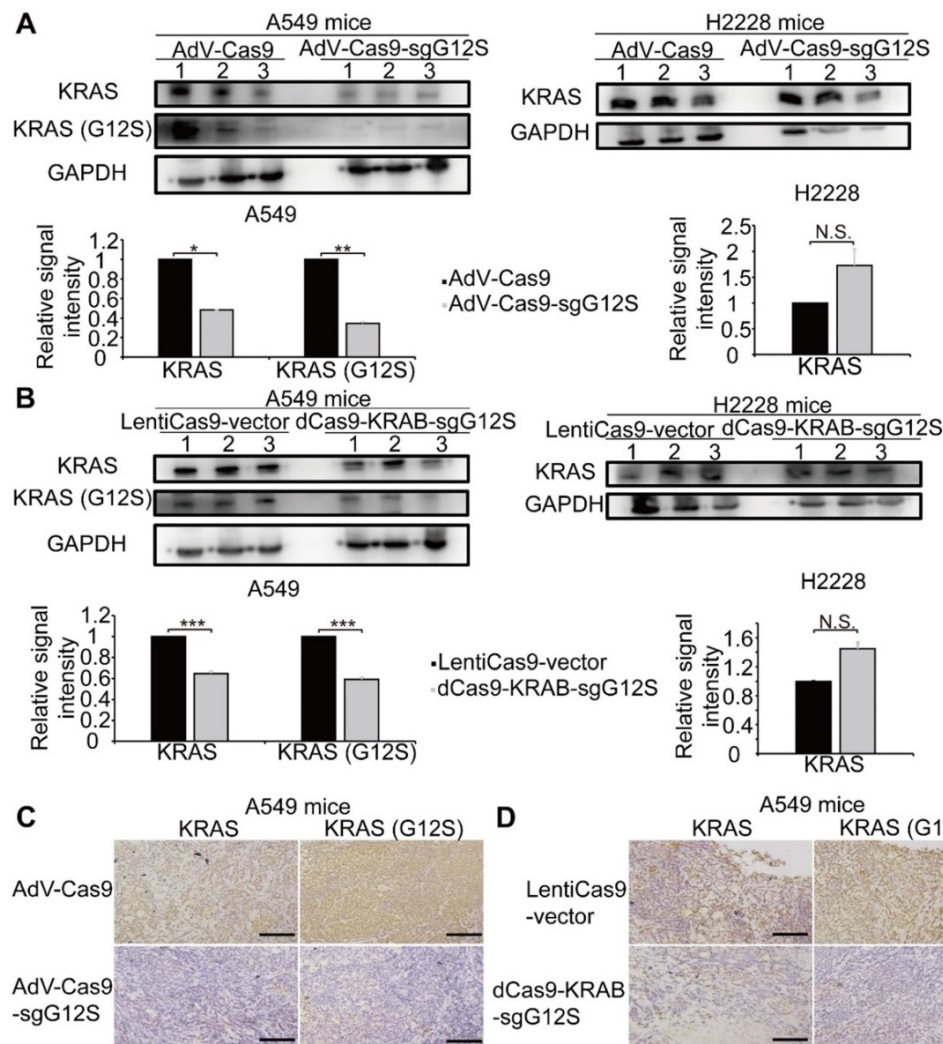 A
A549 mice
AdV-Cas9 AdV-Cas9-sgG12S
1 2 3 1 2 3
KRAS
KRAS (G12S)
GAPDH
H2228 mice
AdV-Cas9 AdV-Cas9-sgG12S
1 2 3 1 2 3
KRAS
GAPDH
A549
Relative signal
intensity
1.2
1
0.8
0.6
0.4
0.2
0
*
**
KRAS KRAS (G12S)
AdV-Cas9
AdV-Cas9-sgG12S
H2228
Relative signal
intensity
2.5
2
1.5
1
0.5
0
N.S.
KRAS
B
A549 mice
LentiCas9-vector dCas9-KRAB-sgG12S
1 2 3 1 2 3
KRAS
KRAS (G12S)
GAPDH
H2228 mice
LentiCas9-vector dCas9-KRAB-sgG12S
1 2 3 1 2 3
KRAS
GAPDH
A549
Relative signal
intensity
1.2
1
0.8
0.6
0.4
0.2
0
***
***
KRAS KRAS (G12S)
LentiCas9-vector
dCas9-KRAB-sgG12S
H2228
Relative signal
intensity
1.6
1.2
0.8
0.4
0
N.S.
KRAS
C
A549 mice
KRAS KRAS (G12S)
AdV-Cas9
AdV-Cas9
-sgG12S
D
A549 mice
KRAS KRAS (G1
LentiCas9
-vector
dCas9-KRAB
-sgG12S